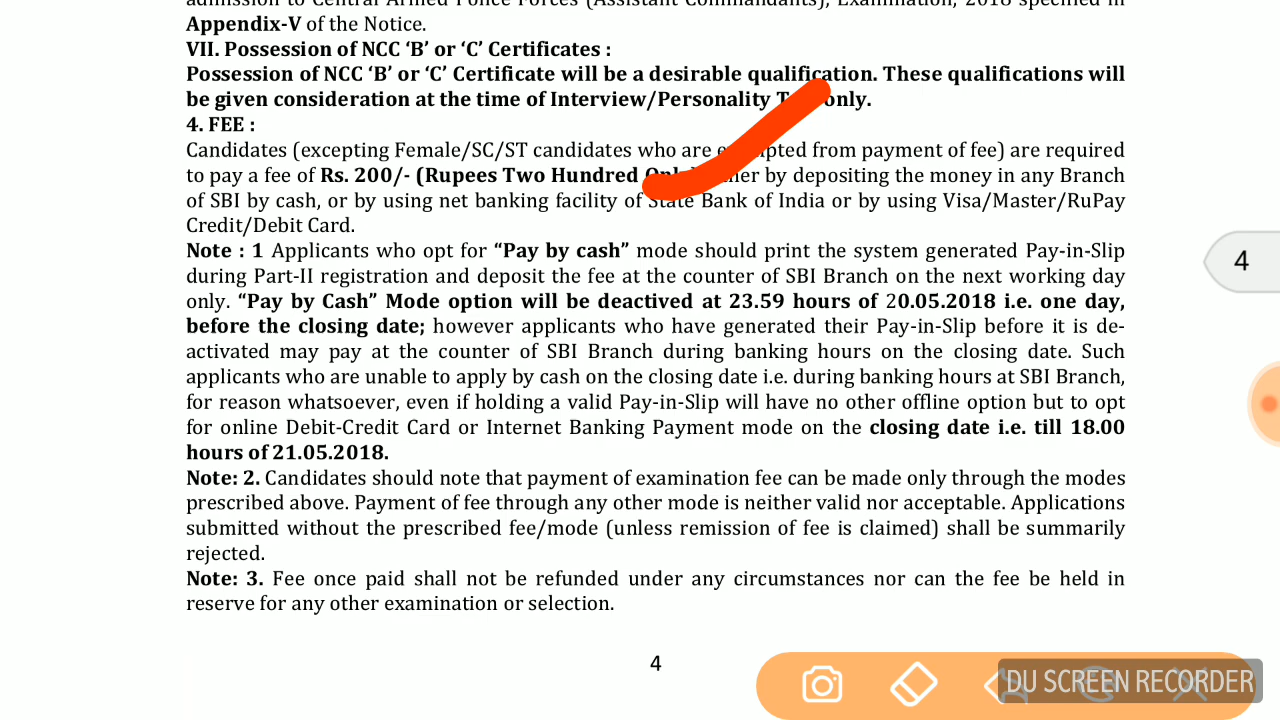 admission to Central Armed Police Forces (Assistant Commandants), Examination, 2018 specified in
Appendix-V of the Notice.
VII. Possession of NCC ‘B’ or ‘C’ Certificates :
Possession of NCC ‘B’ or ‘C’ Certificate will be a desirable qualification. These qualifications will
be given consideration at the time of Interview/Personality only.
4. FEE :
Candidates (excepting Female/SC/ST candidates who are exempted from payment of fee) are required
to pay a fee of Rs. 200/- (Rupees Two Hundred by depositing the money in any Branch
of SBI by cash, or by using net banking facility of State Bank of India or by using Visa/Master/RuPay
Credit/Debit Card.
Note : 1 Applicants who opt for “Pay by cash” mode should print the system generated Pay-in-Slip
during Part-II registration and deposit the fee at the counter of SBI Branch on the next working day
only. “Pay by Cash” Mode option will be deactived at 23.59 hours of 20.05.2018 i.e. one day,
before the closing date; however applicants who have generated their Pay-in-Slip before it is de-
activated may pay at the counter of SBI Branch during banking hours on the closing date. Such
applicants who are unable to apply by cash on the closing date i.e. during banking hours at SBI Branch,
for reason whatsoever, even if holding a valid Pay-in-Slip will have no other offline option but to opt
for online Debit-Credit Card or Internet Banking Payment mode on the closing date i.e. till 18.00
hours of 21.05.2018.
Note: 2. Candidates should note that payment of examination fee can be made only through the modes
prescribed above. Payment of fee through any other mode is neither valid nor acceptable. Applications
submitted without the prescribed fee/mode (unless remission of fee is claimed) shall be summarily
rejected.
Note: 3. Fee once paid shall not be refunded under any circumstances nor can the fee be held in
reserve for any other examination or selection.
4
4
DU SCREEN RECORDER